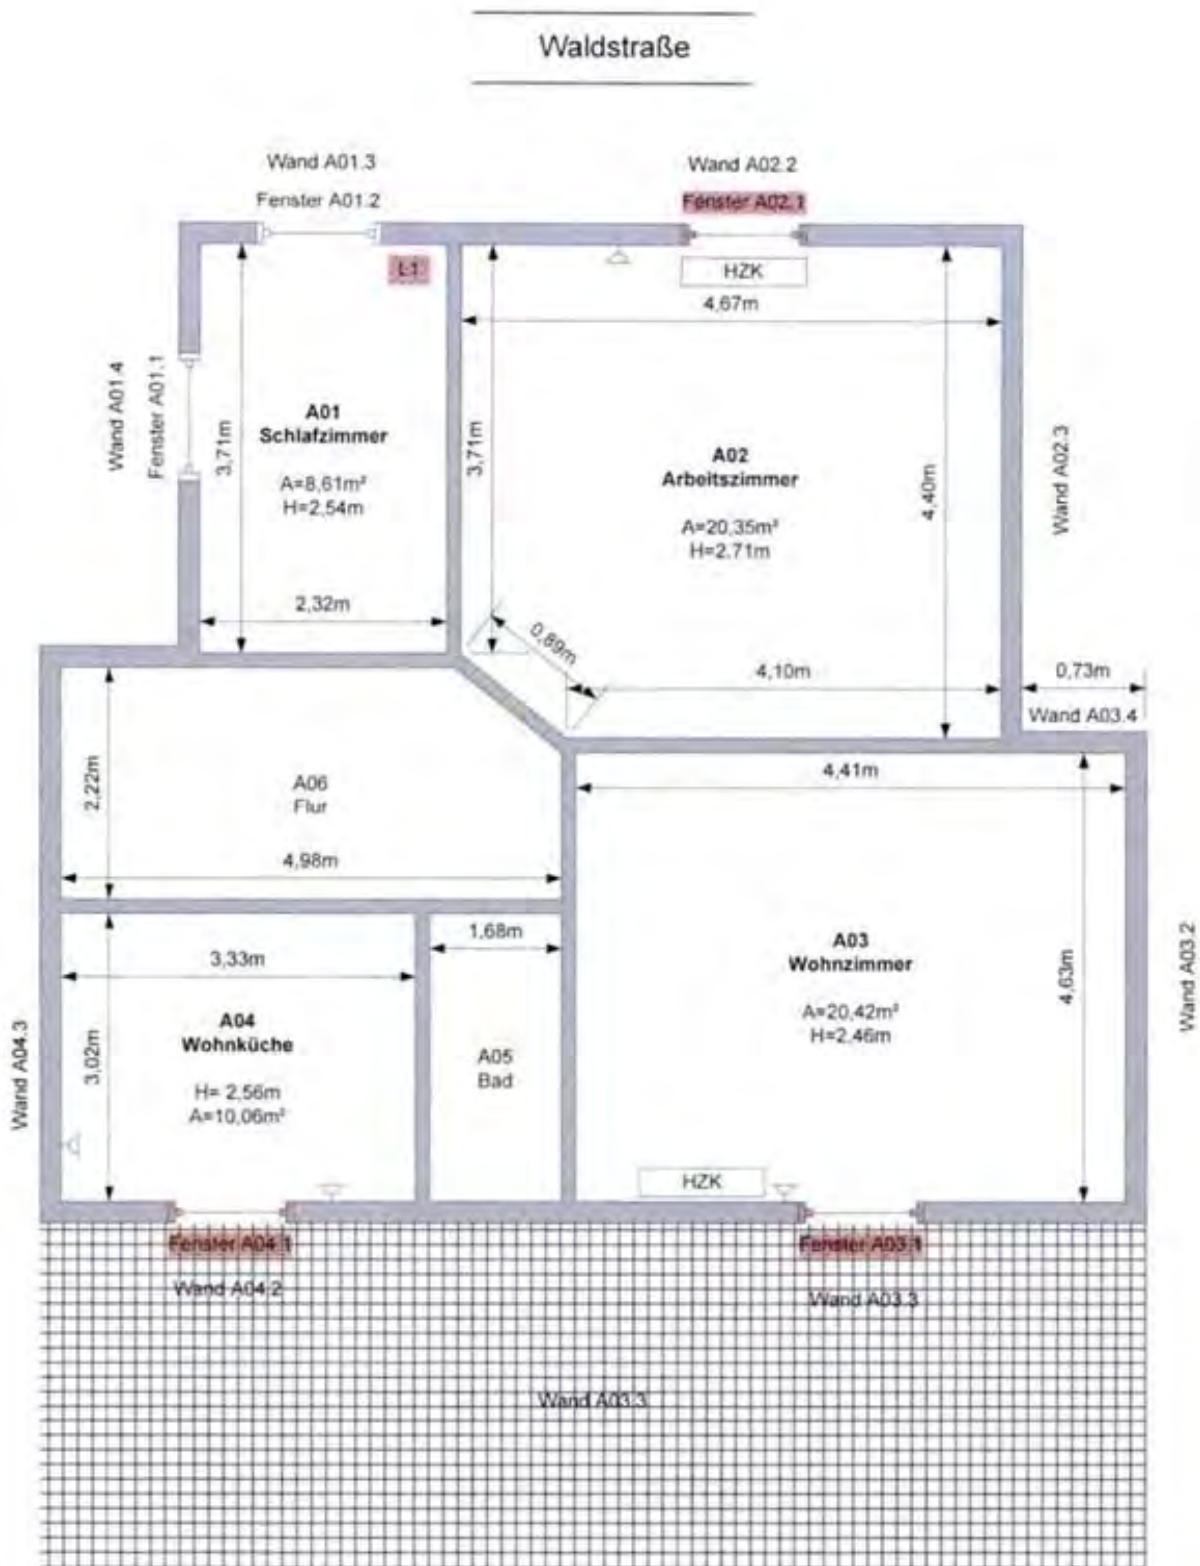 Waldstraße
Wand A01.3
Fenster A01.2
Wand A02.2
Fenster A02.1
L1
HZK
4,67m
Wand A01.4
Fenster A01.1
3,71m
A01
Schlafzimmer
A=8,61m²
H=2,54m
2,32m
3,71m
A02
Arbeitszimmer
A=20,35m²
H=2.71m
4,40m
Wand A02.3
0,89m
4,10m
0,73m
Wand A03.4
2,22m
A06
Flur
4,98m
4,41m
3,33m
1,68m
A03
Wohnzimmer
A=20,42m²
H=2,46m
4,63m
Wand A03.2
Wand A04.3
3,02m
A04
Wohnküche
H= 2,56m
A=10,06m²
A05
Bad
HZK
Fenster A04.1
Fenster A03.1
Wand A04.2
Wand A03.3
Wand A03.3